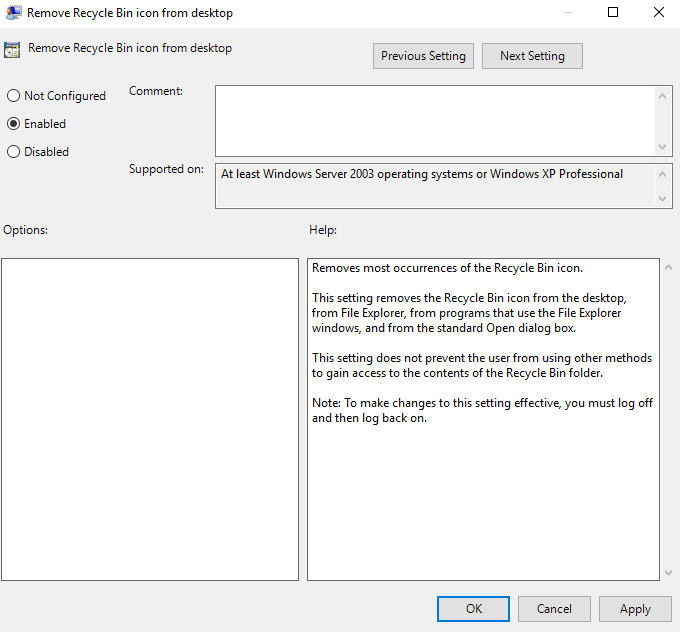 Remove Recycle Bin icon from desktop
Remove Recycle Bin icon from desktop
Previous Setting
Next Setting
Not Configured
Enabled
Disabled
Comment:
Supported on:
At least Windows Server 2003 operating systems or Windows XP Professional
Options:
Help:
Removes most occurrences of the Recycle Bin icon.
This setting removes the Recycle Bin icon from the desktop,
from File Explorer, from programs that use the File Explorer
windows, and from the standard Open dialog box.
This setting does not prevent the user from using other methods
to gain access to the contents of the Recycle Bin folder.
Note: To make changes to this setting effective, you must log off
and then log back on.
OK
Cancel
Apply